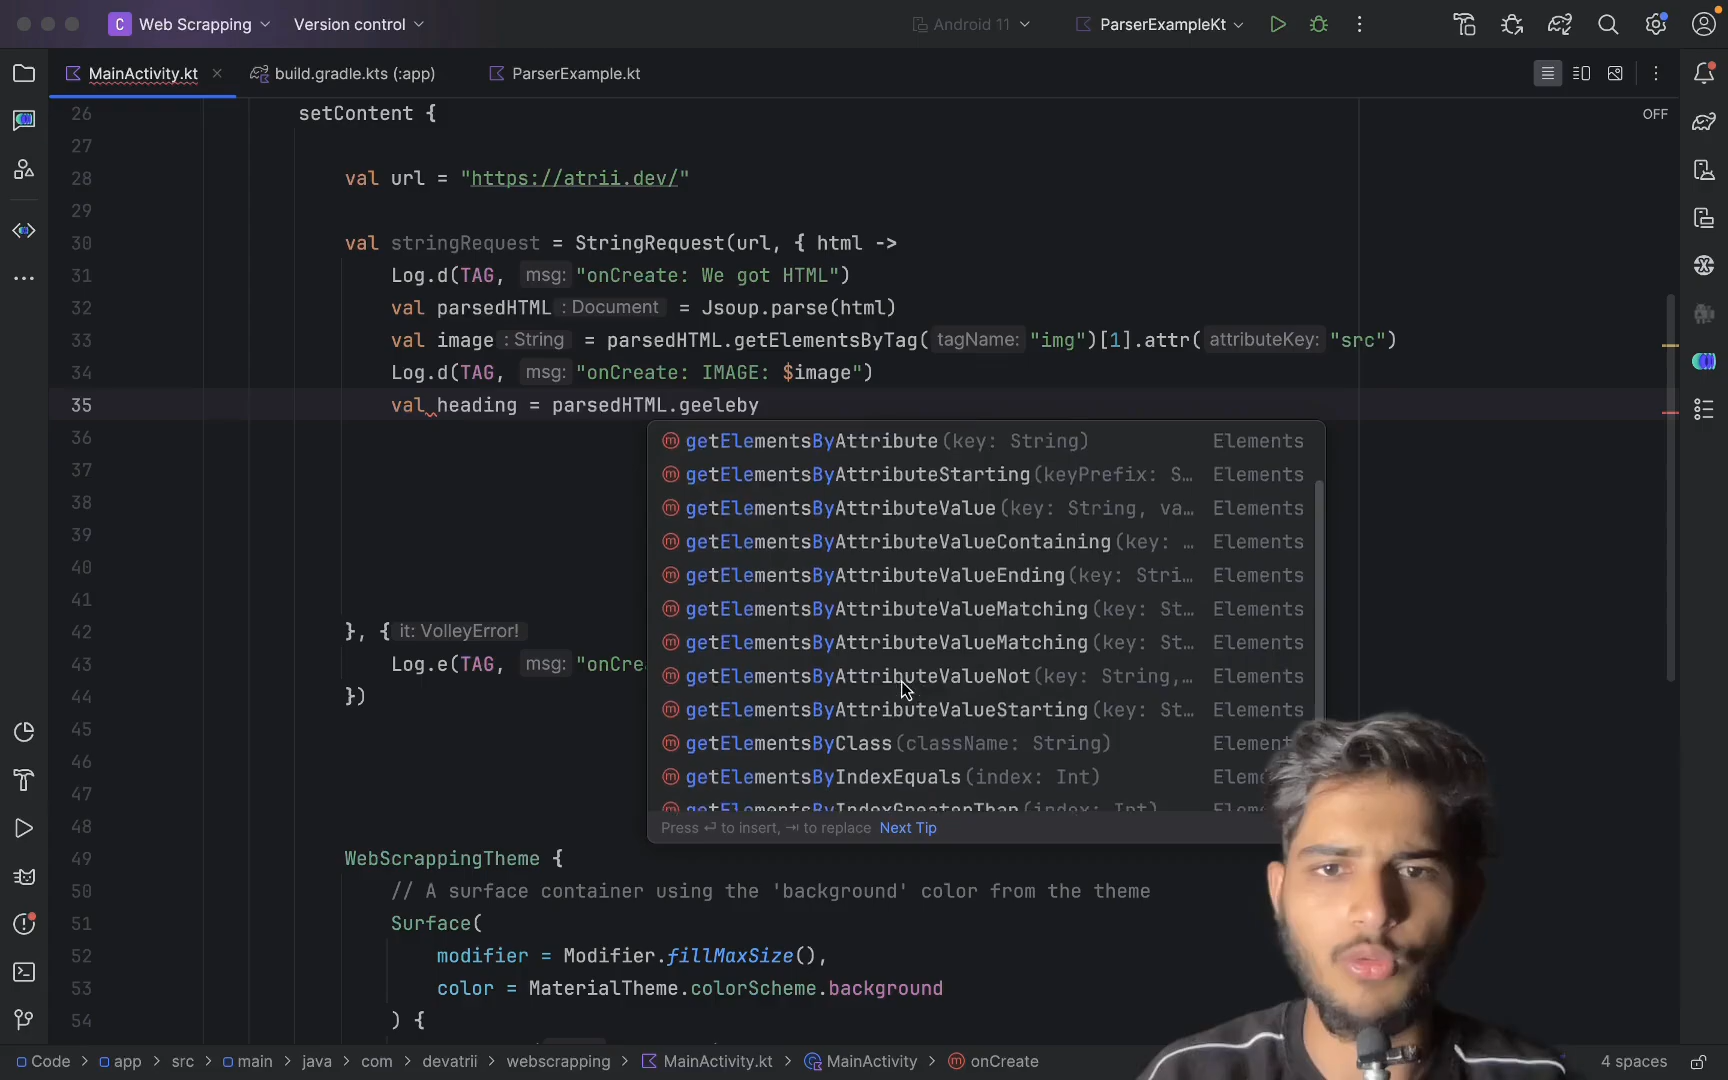 C Web Scrapping Version control Android 11 ParserExampleKt
MainActivity.kt build.gradle.kts (:app) ParserExample.kt
OFF
26 setContent {
27
28 val url = "https://atrii.dev/"
29
30 val stringRequest = StringRequest(url, { html ->
31 Log.d(TAG, msg: "onCreate: We got HTML")
32 val parsedHTML : Document = Jsoup.parse(html)
33 val image : String = parsedHTML.getElementsByTag( tagName: "img")[1].attr( attributeKey: "src")
34 Log.d(TAG, msg: "onCreate: IMAGE: $image")
35 val heading = parsedHTML.geeleby
getElementsByAttribute(key: String) Elements
getElementsByAttributeStarting(keyPrefix: S… Elements
getElementsByAttributeValue(key: String, va… Elements
getElementsByAttributeValueContaining(key: … Elements
getElementsByAttributeValueEnding(key: Stri… Elements
getElementsByAttributeValueMatching(key: St… Elements
getElementsByAttributeValueMatching(key: St… Elements
getElementsByAttributeValueNot(key: String,… Elements
getElementsByAttributeValueStarting(key: St… Elements
getElementsByClass(className: String) Element
getElementsByIndexEquals(index: Int) Eleme
getElementsByIndexGreaterThan(index: Int) Ele
Press ↵ to insert, ⇥ to replace Next Tip
36
37
38
39
40
41
42 }, { it: VolleyError!
43 Log.e(TAG, msg: "onCrea
44 })
45
46
47
48
49 WebScrappingTheme {
50 // A surface container using the 'background' color from the theme
51 Surface(
52 modifier = Modifier.fillMaxSize(),
53 color = MaterialTheme.colorScheme.background
54 ) {
Code > app > src > main > java > com > devatrii > webscrapping > MainActivity.kt > MainActivity > onCreate 4 spaces